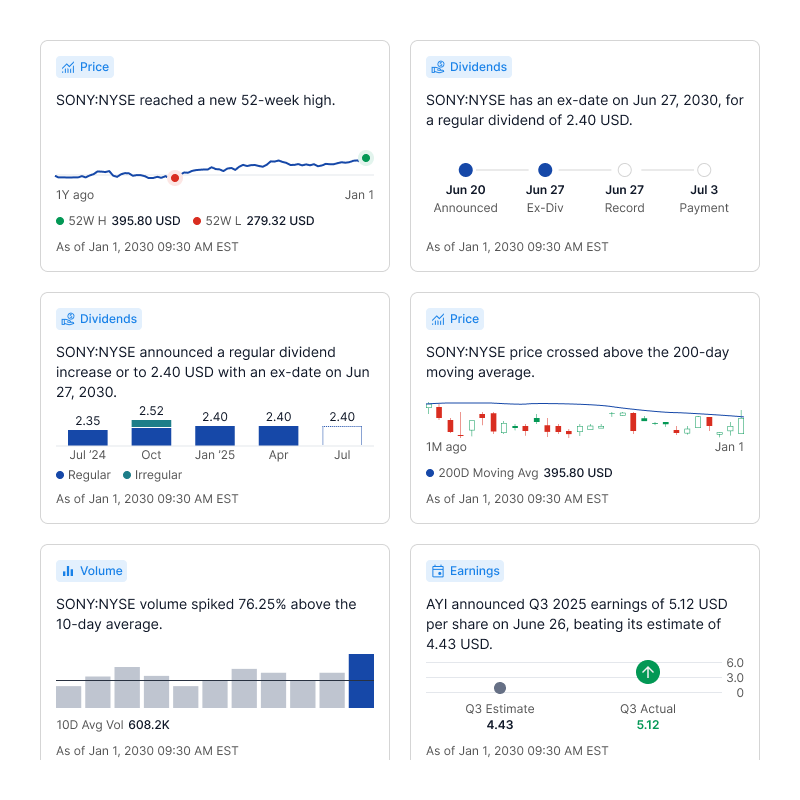 Price
SONY:NYSE reached a new 52-week high.
1Y ago
Jan 1
52W H 395.80 USD
52W L 279.32 USD
As of Jan 1, 2030 09:30 AM EST
Dividends
SONY:NYSE has an ex-date on Jun 27, 2030, for
a regular dividend of 2.40 USD.
Jun 20
Jun 27
Jun 27
Jul 3
Announced
Ex-Div
Record
Payment
As of Jan 1, 2030 09:30 AM EST
Dividends
SONY:NYSE announced a regular dividend
increase or to 2.40 USD with an ex-date on Jun
27, 2030.
2.35
2.52
2.40
2.40
2.40
Jul '24
Oct
Jan '25
Apr
Jul
Regular
Irregular
As of Jan 1, 2030 09:30 AM EST
Price
SONY:NYSE price crossed above the 200-day
moving average.
1M ago
Jan 1
200D Moving Avg 395.80 USD
As of Jan 1, 2030 09:30 AM EST
Volume
SONY:NYSE volume spiked 76.25% above the
10-day average.
10D Avg Vol 608.2K
As of Jan 1, 2030 09:30 AM EST
Earnings
AYI announced Q3 2025 earnings of 5.12 USD
per share on June 26, beating its estimate of
4.43 USD.
6.0
3.0
0
Q3 Estimate
Q3 Actual
4.43
5.12
As of Jan 1, 2030 09:30 AM EST